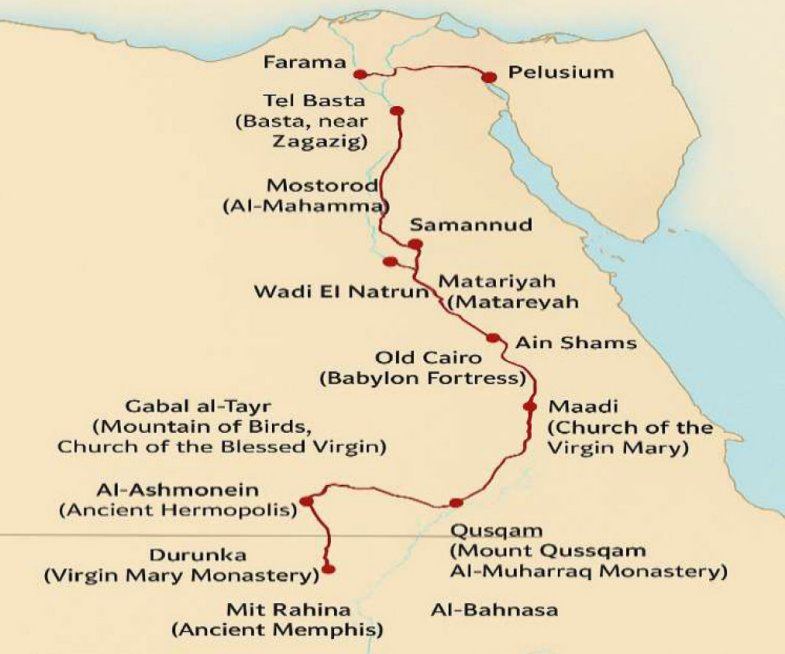 Farama
Pelusium
Tel Basta
(Basta, near
Zagazig)
Mostorod
(Al-Mahamma)
Samannud
Wadi El Natrun
Matariyah
(Matareyah
Ain Shams
Old Cairo
(Babylon Fortress)
Maadi
(Church of the
Virgin Mary)
Gabal al-Tayr
(Mountain of Birds,
Church of the Blessed Virgin)
Al-Ashmonein
(Ancient Hermopolis)
Qusqam
(Mount Qussqam
Al-Muharraq Monastery)
Durunka
(Virgin Mary Monastery)
Mit Rahina
(Ancient Memphis)
Al-Bahnasa